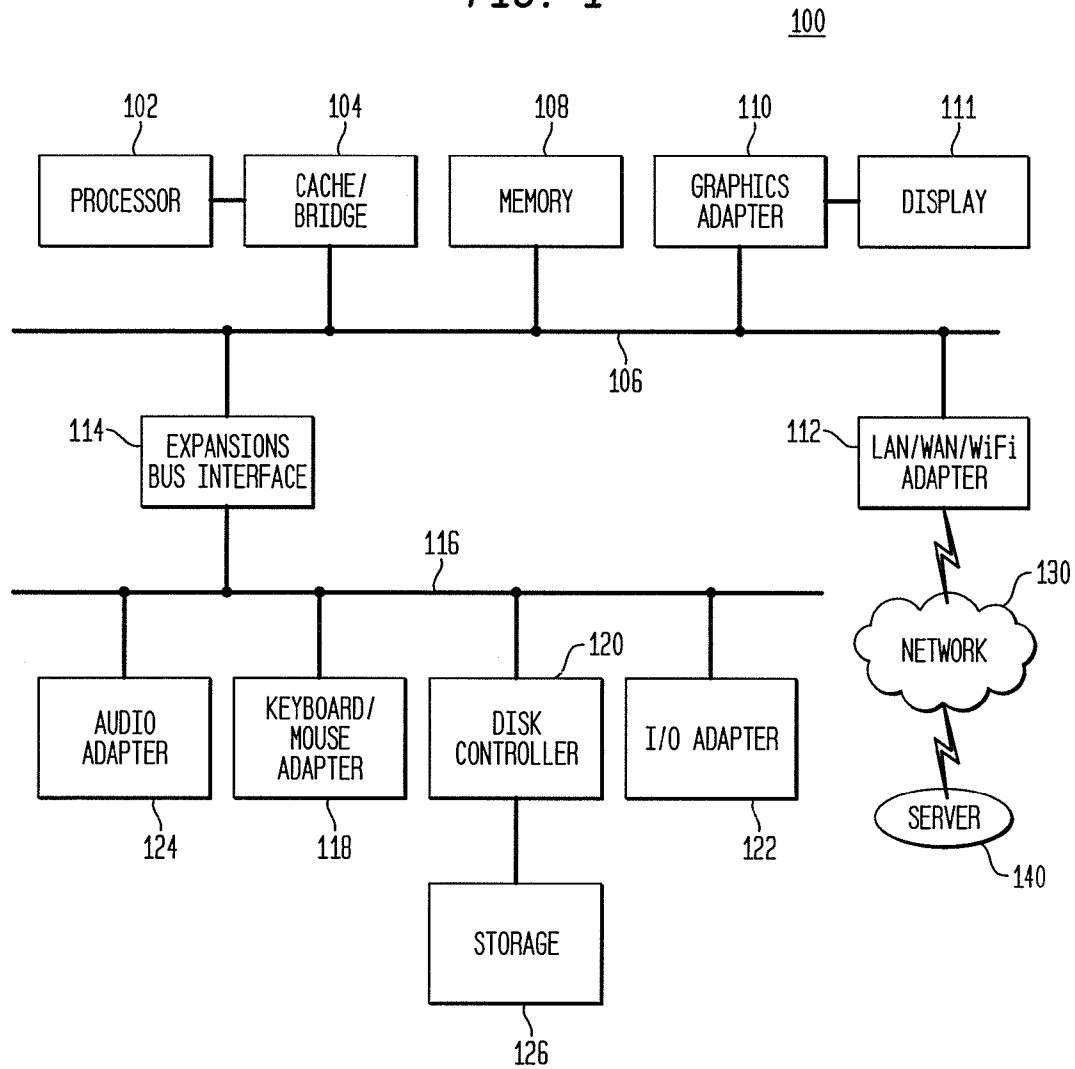 FIG. 1
100
102
104
108
110
111
PROCESSOR
CACHE/
BRIDGE
MEMORY
GRAPHICS
ADAPTER
DISPLAY
106
114
EXPANSIONS
BUS INTERFACE
112
LAN/WAN/WiFi
ADAPTER
116
130
NETWORK
120
AUDIO
ADAPTER
KEYBOARD/
MOUSE
ADAPTER
DISK
CONTROLLER
I/O ADAPTER
124
118
122
SERVER
140
STORAGE
126